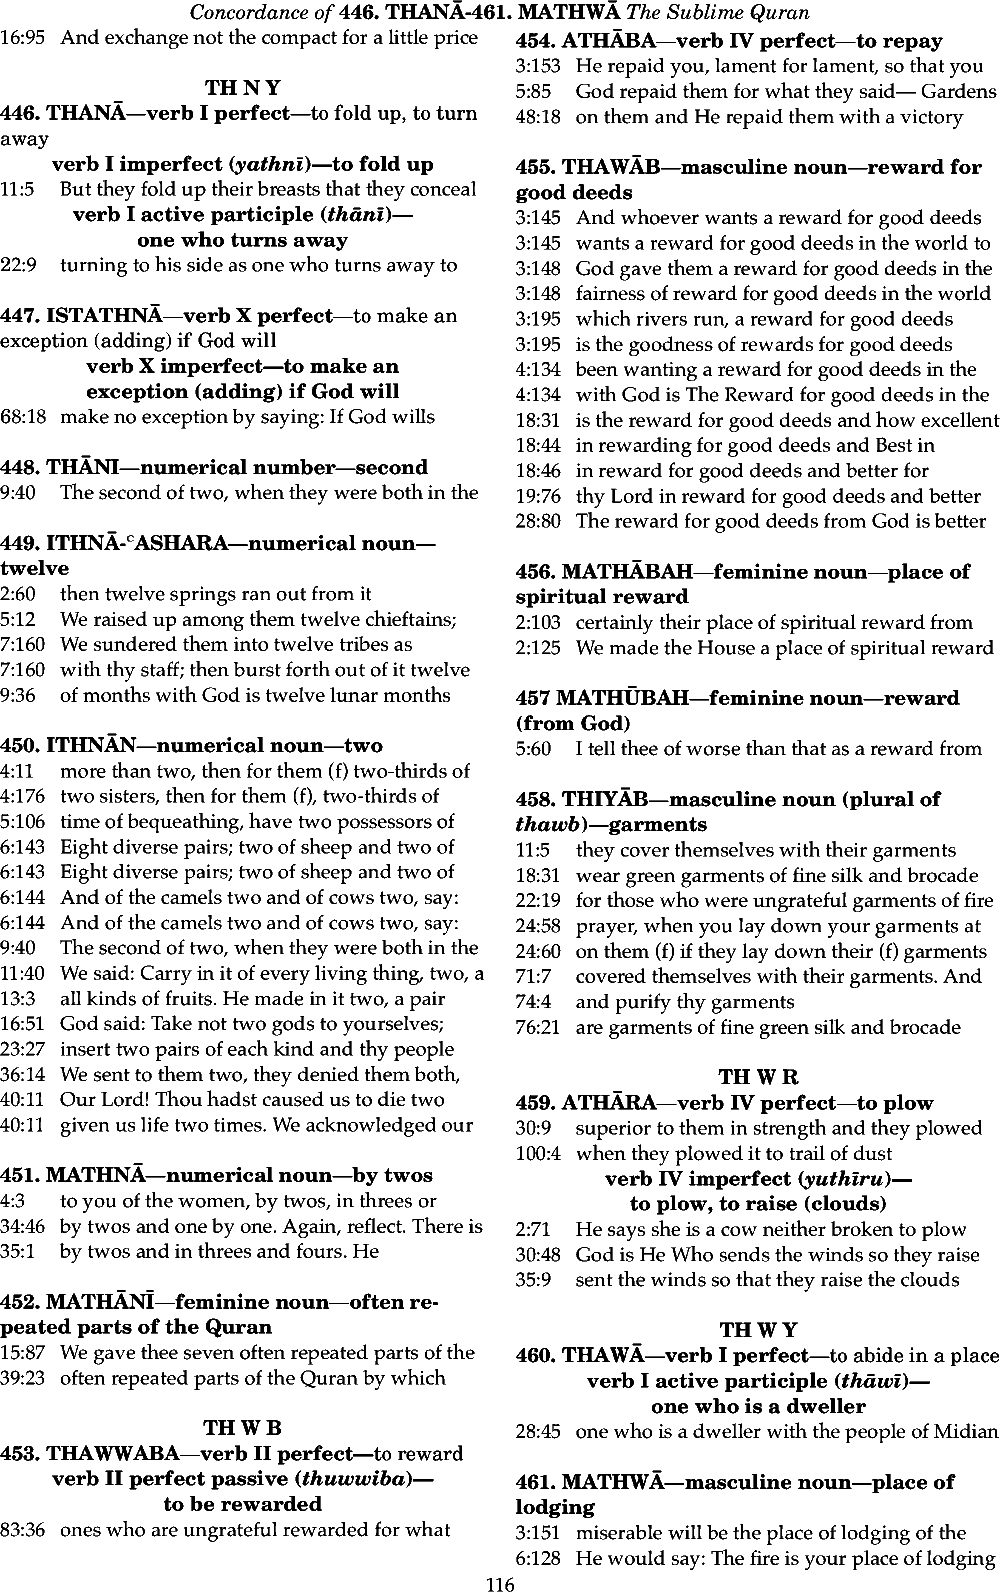 Concordance of 446. THANĀ-461. MATHWĀ The Sublime Quran
16:95 And exchange not the compact for a little price
TH N Y
446. THANĀ—verb I perfect—to fold up, to turn
away
verb I imperfect (yathnī)—to fold up
11:5 But they fold up their breasts that they conceal
verb I active participle (thānī)—
one who turns away
22:9 turning to his side as one who turns away to
447. ISTATHNĀ—verb X perfect—to make an
exception (adding) if God will
verb X imperfect—to make an
exception (adding) if God will
68:18 make no exception by saying: If God wills
448. THĀNI—numerical number—second
9:40 The second of two, when they were both in the
449. ITHNĀ-ᶜASHARA—numerical noun—
twelve
2:60 then twelve springs ran out from it
5:12 We raised up among them twelve chieftains;
7:160 We sundered them into twelve tribes as
7:160 with thy staff; then burst forth out of it twelve
9:36 of months with God is twelve lunar months
450. ITHNĀN—numerical noun—two
4:11 more than two, then for them (f) two-thirds of
4:176 two sisters, then for them (f), two-thirds of
5:106 time of bequeathing, have two possessors of
6:143 Eight diverse pairs; two of sheep and two of
6:143 Eight diverse pairs; two of sheep and two of
6:144 And of the camels two and of cows two, say:
6:144 And of the camels two and of cows two, say:
9:40 The second of two, when they were both in the
11:40 We said: Carry in it of every living thing, two, a
13:3 all kinds of fruits. He made in it two, a pair
16:51 God said: Take not two gods to yourselves;
23:27 insert two pairs of each kind and thy people
36:14 We sent to them two, they denied them both,
40:11 Our Lord! Thou hadst caused us to die two
40:11 given us life two times. We acknowledged our
451. MATHNĀ—numerical noun—by twos
4:3 to you of the women, by twos, in threes or
34:46 by twos and one by one. Again, reflect. There is
35:1 by twos and in threes and fours. He
452. MATHĀNĪ—feminine noun—often re-
peated parts of the Quran
15:87 We gave thee seven often repeated parts of the
39:23 often repeated parts of the Quran by which
TH W B
453. THAWWABA—verb II perfect—to reward
verb II perfect passive (thuwwiba)—
to be rewarded
83:36 ones who are ungrateful rewarded for what
454. ATHĀBA—verb IV perfect—to repay
3:153 He repaid you, lament for lament, so that you
5:85 God repaid them for what they said— Gardens
48:18 on them and He repaid them with a victory
455. THAWĀB—masculine noun—reward for
good deeds
3:145 And whoever wants a reward for good deeds
3:145 wants a reward for good deeds in the world to
3:148 God gave them a reward for good deeds in the
3:148 fairness of reward for good deeds in the world
3:195 which rivers run, a reward for good deeds
3:195 is the goodness of rewards for good deeds
4:134 been wanting a reward for good deeds in the
4:134 with God is The Reward for good deeds in the
18:31 is the reward for good deeds and how excellent
18:44 in rewarding for good deeds and Best in
18:46 in reward for good deeds and better for
19:76 thy Lord in reward for good deeds and better
28:80 The reward for good deeds from God is better
456. MATHĀBAH—feminine noun—place of
spiritual reward
2:103 certainly their place of spiritual reward from
2:125 We made the House a place of spiritual reward
457 MATHŪBAH—feminine noun—reward
(from God)
5:60 I tell thee of worse than that as a reward from
458. THIYĀB—masculine noun (plural of
thawb)—garments
11:5 they cover themselves with their garments
18:31 wear green garments of fine silk and brocade
22:19 for those who were ungrateful garments of fire
24:58 prayer, when you lay down your garments at
24:60 on them (f) if they lay down their (f) garments
71:7 covered themselves with their garments. And
74:4 and purify thy garments
76:21 are garments of fine green silk and brocade
TH W R
459. ATHĀRA—verb IV perfect—to plow
30:9 superior to them in strength and they plowed
100:4 when they plowed it to trail of dust
verb IV imperfect (yuthīru)—
to plow, to raise (clouds)
2:71 He says she is a cow neither broken to plow
30:48 God is He Who sends the winds so they raise
35:9 sent the winds so that they raise the clouds
TH W Y
460. THAWĀ—verb I perfect—to abide in a place
verb I active participle (thāwī)—
one who is a dweller
28:45 one who is a dweller with the people of Midian
461. MATHWĀ—masculine noun—place of
lodging
3:151 miserable will be the place of lodging of the
6:128 He would say: The fire is your place of lodging
116